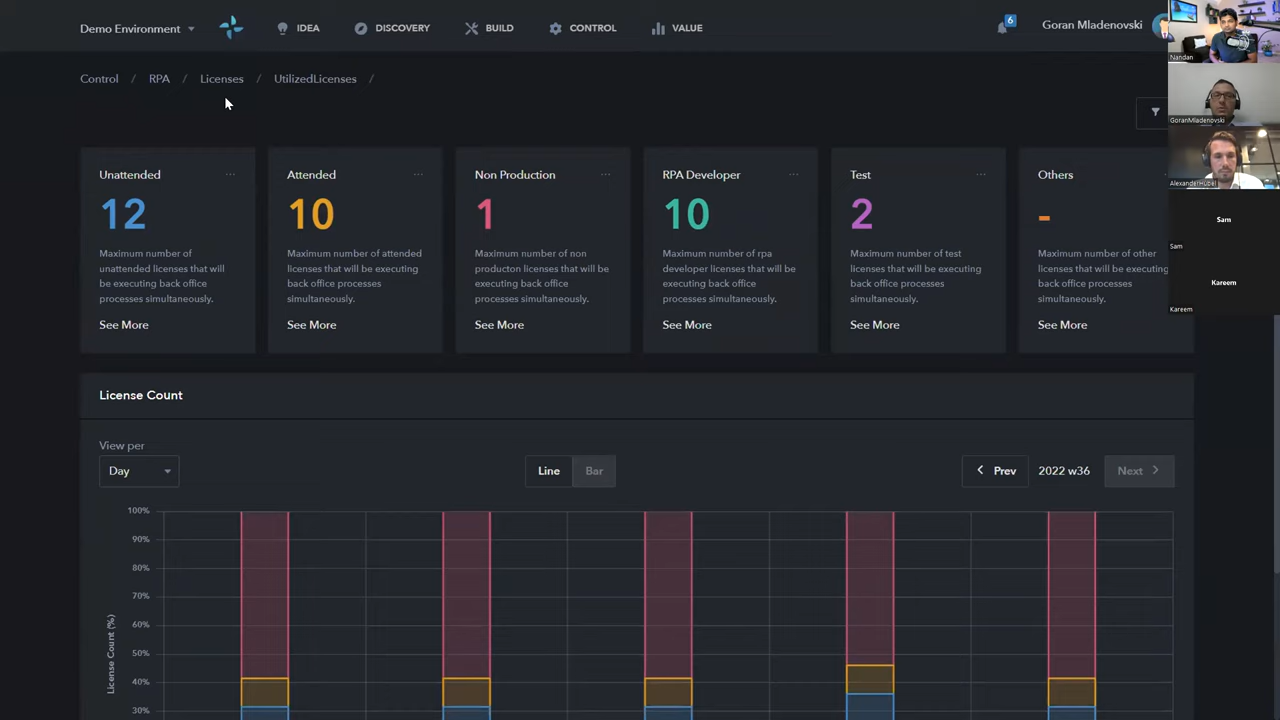 Demo Environment
IDEA
DISCOVERY
BUILD
CONTROL
VALUE
6
Goran Mladenovski
Nandan
GoranMladenovski
AlexanderHübel
Sam
Sam
Kareem
Kareem
Control / RPA / Licenses / UtilizedLicenses /
Unattended ...
12
Maximum number of
unattended licenses that will
be executing back office
processes simultaneously.
See More
Attended ...
10
Maximum number of attended
licenses that will be executing
back office processes
simultaneously.
See More
Non Production ...
1
Maximum number of non
producton licenses that will be
executing back office
processes simultaneously.
See More
RPA Developer ...
10
Maximum number of rpa
developer licenses that will be
executing back office
processes simultaneously.
See More
Test ...
2
Maximum number of test
licenses that will be executing
back office processes
simultaneously.
See More
Others
-
Maximum number of other
licenses that will be executing
back office processes
simultaneously.
See More
License Count
View per
Day
Line
Bar
Prev
2022 w36
Next
100%
90%
80%
70%
60%
50%
40%
30%
License Count (%)